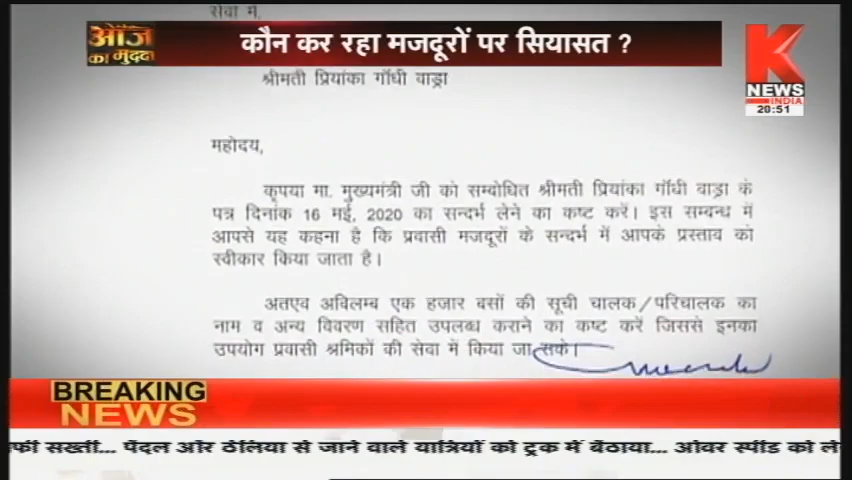 सेवा में,
आज का मुद्दा
कौन कर रहा मजदूरों पर सियासत ?
K
NEWS
INDIA
20:51
श्रीमती प्रियंका गॉधी वाड्रा
महोदय,
कृपया मा. मुख्यमंत्री जी को सम्बोधित श्रीमती प्रियांका गॉधी वाड्रा के
पत्र दिनांक 16 मई, 2020 का सन्दर्भ लेने का कष्ट करें। इस सम्बन्ध में
आपसे यह कहना है कि प्रवासी मजदूरों के सन्दर्भ में आपके प्रस्ताव को
स्वीकार किया जाता है।
अतएव अविलम्ब एक हजार बसों की सूची चालक/परिचालक का
नाम व अन्य विवरण सहित उपलब्ध कराने का कष्ट करें जिससे इनका
उपयोग प्रवासी श्रमिकों की सेवा में किया जा सके।
BREAKING
NEWS
फी सख्ती... पैदल और ठेलिया से जाने वाले यात्रियों को ट्रक में बैठाया... ओवर स्पीड को ले